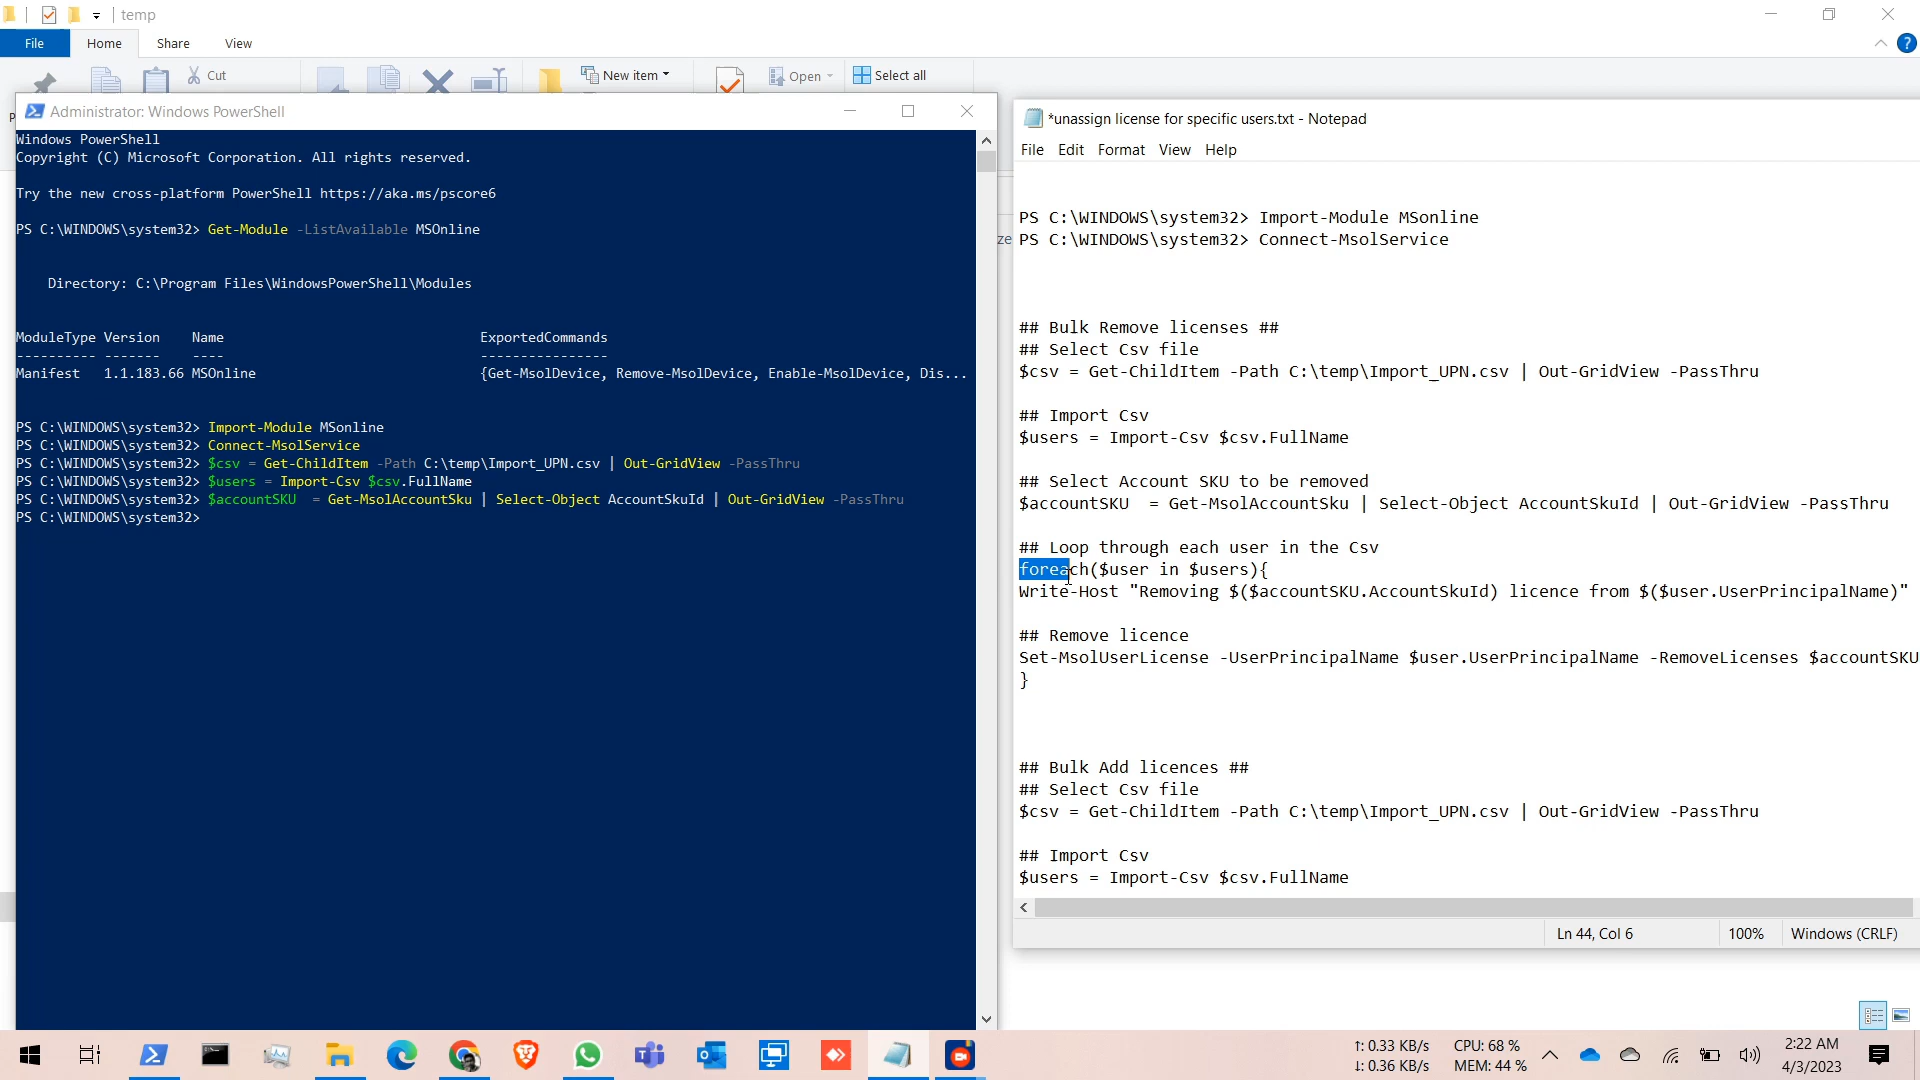 temp
File Home Share View
Cut
New item
Open
Select all
Administrator: Windows PowerShell
Windows PowerShell
Copyright (C) Microsoft Corporation. All rights reserved.
Try the new cross-platform PowerShell https://aka.ms/pscore6
PS C:\WINDOWS\system32> Get-Module -ListAvailable MSOnline
Directory: C:\Program Files\WindowsPowerShell\Modules
ModuleType Version Name ExportedCommands
---------- ------- ---- ----------------
Manifest 1.1.183.66 MSOnline {Get-MsolDevice, Remove-MsolDevice, Enable-MsolDevice, Dis...
PS C:\WINDOWS\system32> Import-Module MSonline
PS C:\WINDOWS\system32> Connect-MsolService
PS C:\WINDOWS\system32> $csv = Get-ChildItem -Path C:\temp\Import_UPN.csv | Out-GridView -PassThru
PS C:\WINDOWS\system32> $users = Import-Csv $csv.FullName
PS C:\WINDOWS\system32> $accountSKU  = Get-MsolAccountSku | Select-Object AccountSkuId | Out-GridView -PassThru
PS C:\WINDOWS\system32>
*unassign license for specific users.txt - Notepad
File Edit Format View Help
PS C:\WINDOWS\system32> Import-Module MSonline
PS C:\WINDOWS\system32> Connect-MsolService
## Bulk Remove licenses ##
## Select Csv file
$csv = Get-ChildItem -Path C:\temp\Import_UPN.csv | Out-GridView -PassThru
## Import Csv
$users = Import-Csv $csv.FullName
## Select Account SKU to be removed
$accountSKU  = Get-MsolAccountSku | Select-Object AccountSkuId | Out-GridView -PassThru
## Loop through each user in the Csv
foreach($user in $users){
Write-Host "Removing $($accountSKU.AccountSkuId) licence from $($user.UserPrincipalName)"
## Remove licence
Set-MsolUserLicense -UserPrincipalName $user.UserPrincipalName -RemoveLicenses $accountSKU
}
## Bulk Add licences ##
## Select Csv file
$csv = Get-ChildItem -Path C:\temp\Import_UPN.csv | Out-GridView -PassThru
## Import Csv
$users = Import-Csv $csv.FullName
Ln 44, Col 6 100% Windows (CRLF)
↑: 0.33 KB/s CPU: 68 % 2:22 AM
↓: 0.36 KB/s MEM: 44 % 4/3/2023